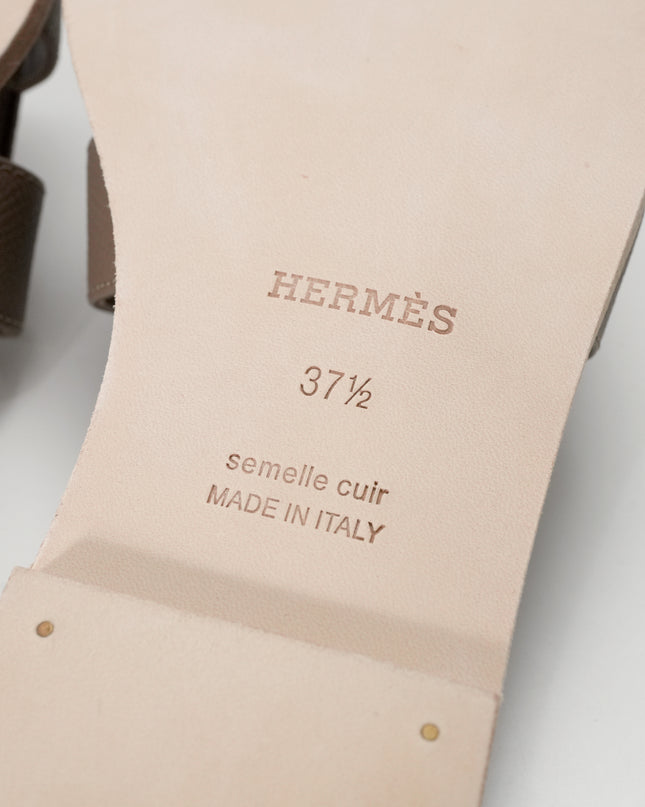 HERMÈS
37½
semelle cuir
MADE IN ITALY